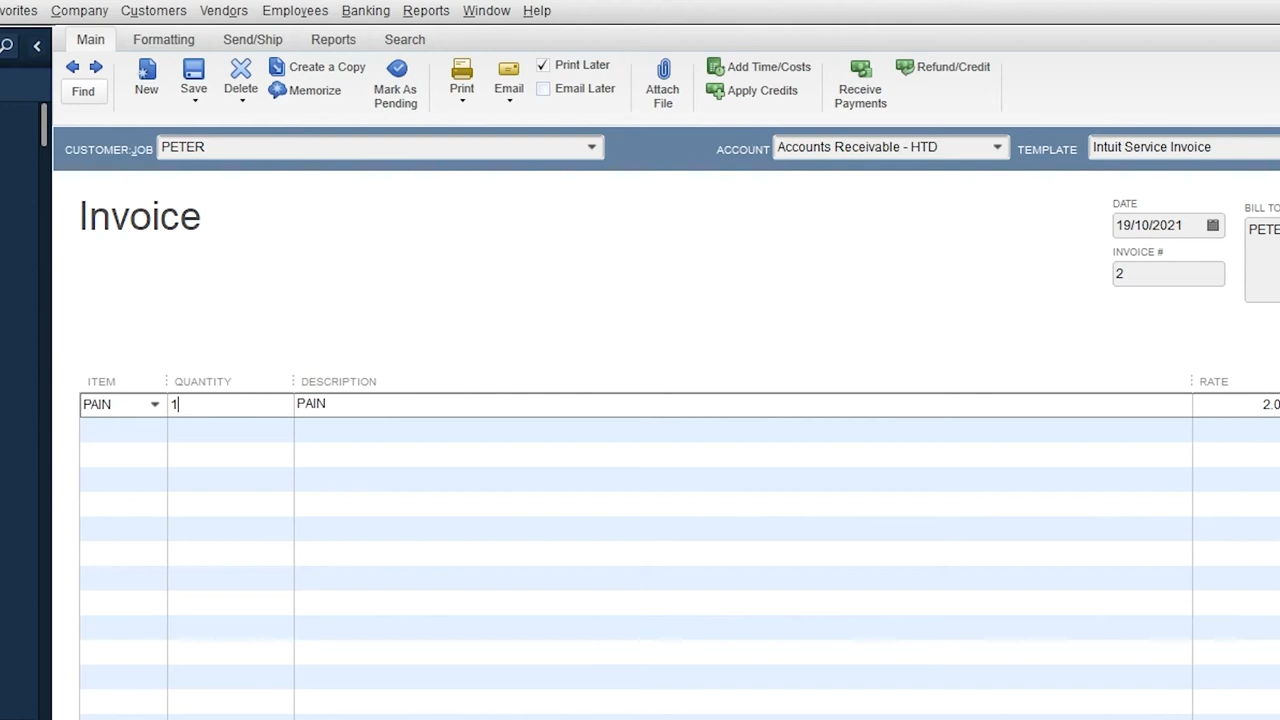 vorites Company Customers Vendors Employees Banking Reports Window Help
Main Formatting Send/Ship Reports Search
Find
New
Save
Delete
Create a Copy
Memorize
Mark As
Pending
Print
Email
Print Later
Email Later
Attach
File
Add Time/Costs
Apply Credits
Receive
Payments
Refund/Credit
CUSTOMER:JOB PETER ACCOUNT Accounts Receivable - HTD TEMPLATE Intuit Service Invoice
Invoice
DATE
19/10/2021
INVOICE #
2
BILL TO
PETE
ITEM QUANTITY DESCRIPTION RATE
PAIN 1 PAIN 2.0